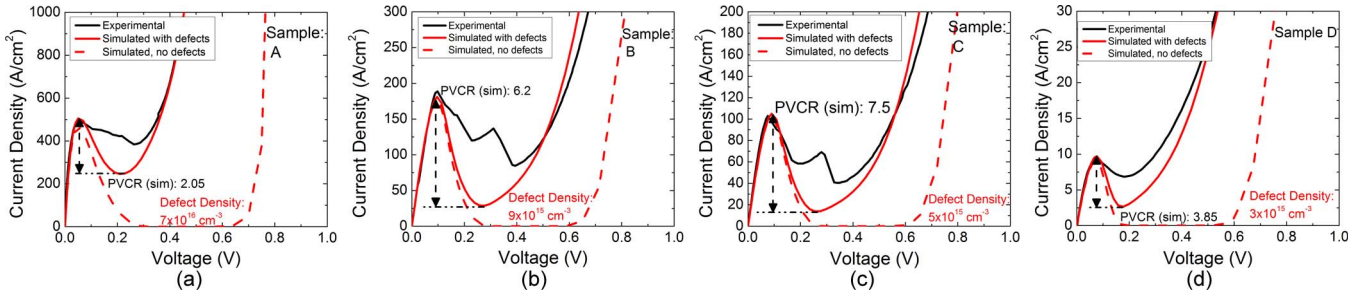 1000
800
600
400
200
0
0.0 0.2 0.4 0.6 0.8 1.0
Current Density (A/cm²)
Voltage (V)
Experimental
Simulated with defects
Simulated, no defects
Sample:
A
PVCR (sim): 2.05
Defect Density:
7x10¹⁶ cm⁻³
(a)
300
250
200
150
100
50
0
0.0 0.2 0.4 0.6 0.8 1.0
Current Density (A/cm²)
Voltage (V)
Experimental
Simulated with defects
Simulated, no defects
Sample:
B
PVCR (sim): 6.2
Defect Density:
9x10¹⁵ cm⁻³
(b)
200
180
160
140
120
100
80
60
40
20
0
0.0 0.2 0.4 0.6 0.8 1.0
Current Density (A/cm²)
Voltage (V)
Experimental
Simulated with defects
Simulated, no defects
Sample:
C
PVCR (sim): 7.5
Defect Density:
5x10¹⁵ cm⁻³
(c)
30
25
20
15
10
5
0
0.0 0.2 0.4 0.6 0.8 1.0
Current Density (A/cm²)
Voltage (V)
Experimental
Simulated with defects
Simulated, no defects
Sample D
PVCR (sim): 3.85
Defect Density:
3x10¹⁵ cm⁻³
(d)